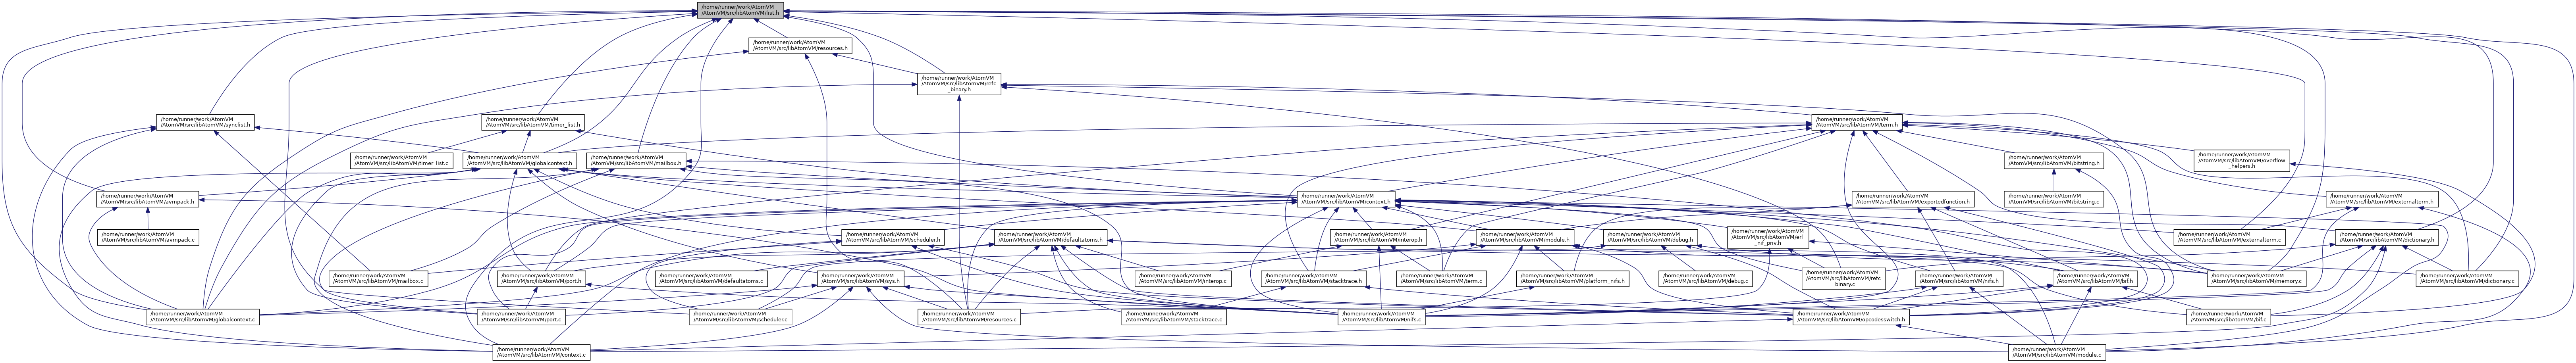 /home/runner/work/AtomVM
/AtomVM/src/libAtomVM/list.h
/home/runner/work/AtomVM
/AtomVM/src/libAtomVM/resources.h
/home/runner/work/AtomVM
/AtomVM/src/libAtomVM/refc
_binary.h
/home/runner/work/AtomVM
/AtomVM/src/libAtomVM/synclist.h
/home/runner/work/AtomVM
/AtomVM/src/libAtomVM/timer_list.h
/home/runner/work/AtomVM
/AtomVM/src/libAtomVM/term.h
/home/runner/work/AtomVM
/AtomVM/src/libAtomVM/timer_list.c
/home/runner/work/AtomVM
/AtomVM/src/libAtomVM/globalcontext.h
/home/runner/work/AtomVM
/AtomVM/src/libAtomVM/mailbox.h
/home/runner/work/AtomVM
/AtomVM/src/libAtomVM/bitstring.h
/home/runner/work/AtomVM
/AtomVM/src/libAtomVM/overflow
_helpers.h
/home/runner/work/AtomVM
/AtomVM/src/libAtomVM/avmpack.h
/home/runner/work/AtomVM
/AtomVM/src/libAtomVM/context.h
/home/runner/work/AtomVM
/AtomVM/src/libAtomVM/exportedfunction.h
/home/runner/work/AtomVM
/AtomVM/src/libAtomVM/bitstring.c
/home/runner/work/AtomVM
/AtomVM/src/libAtomVM/externalterm.h
/home/runner/work/AtomVM
/AtomVM/src/libAtomVM/avmpack.c
/home/runner/work/AtomVM
/AtomVM/src/libAtomVM/scheduler.h
/home/runner/work/AtomVM
/AtomVM/src/libAtomVM/defaultatoms.h
/home/runner/work/AtomVM
/AtomVM/src/libAtomVM/interop.h
/home/runner/work/AtomVM
/AtomVM/src/libAtomVM/module.h
/home/runner/work/AtomVM
/AtomVM/src/libAtomVM/debug.h
/home/runner/work/AtomVM
/AtomVM/src/libAtomVM/erl
_nif_priv.h
/home/runner/work/AtomVM
/AtomVM/src/libAtomVM/externalterm.c
/home/runner/work/AtomVM
/AtomVM/src/libAtomVM/dictionary.h
/home/runner/work/AtomVM
/AtomVM/src/libAtomVM/mailbox.c
/home/runner/work/AtomVM
/AtomVM/src/libAtomVM/port.h
/home/runner/work/AtomVM
/AtomVM/src/libAtomVM/defaultatoms.c
/home/runner/work/AtomVM
/AtomVM/src/libAtomVM/sys.h
/home/runner/work/AtomVM
/AtomVM/src/libAtomVM/interop.c
/home/runner/work/AtomVM
/AtomVM/src/libAtomVM/stacktrace.h
/home/runner/work/AtomVM
/AtomVM/src/libAtomVM/term.c
/home/runner/work/AtomVM
/AtomVM/src/libAtomVM/platform_nifs.h
/home/runner/work/AtomVM
/AtomVM/src/libAtomVM/debug.c
/home/runner/work/AtomVM
/AtomVM/src/libAtomVM/refc
_binary.c
/home/runner/work/AtomVM
/AtomVM/src/libAtomVM/nifs.h
/home/runner/work/AtomVM
/AtomVM/src/libAtomVM/bif.h
/home/runner/work/AtomVM
/AtomVM/src/libAtomVM/memory.c
/home/runner/work/AtomVM
/AtomVM/src/libAtomVM/dictionary.c
/home/runner/work/AtomVM
/AtomVM/src/libAtomVM/globalcontext.c
/home/runner/work/AtomVM
/AtomVM/src/libAtomVM/port.c
/home/runner/work/AtomVM
/AtomVM/src/libAtomVM/scheduler.c
/home/runner/work/AtomVM
/AtomVM/src/libAtomVM/resources.c
/home/runner/work/AtomVM
/AtomVM/src/libAtomVM/stacktrace.c
/home/runner/work/AtomVM
/AtomVM/src/libAtomVM/nifs.c
/home/runner/work/AtomVM
/AtomVM/src/libAtomVM/opcodesswitch.h
/home/runner/work/AtomVM
/AtomVM/src/libAtomVM/bif.c
/home/runner/work/AtomVM
/AtomVM/src/libAtomVM/context.c
/home/runner/work/AtomVM
/AtomVM/src/libAtomVM/module.c